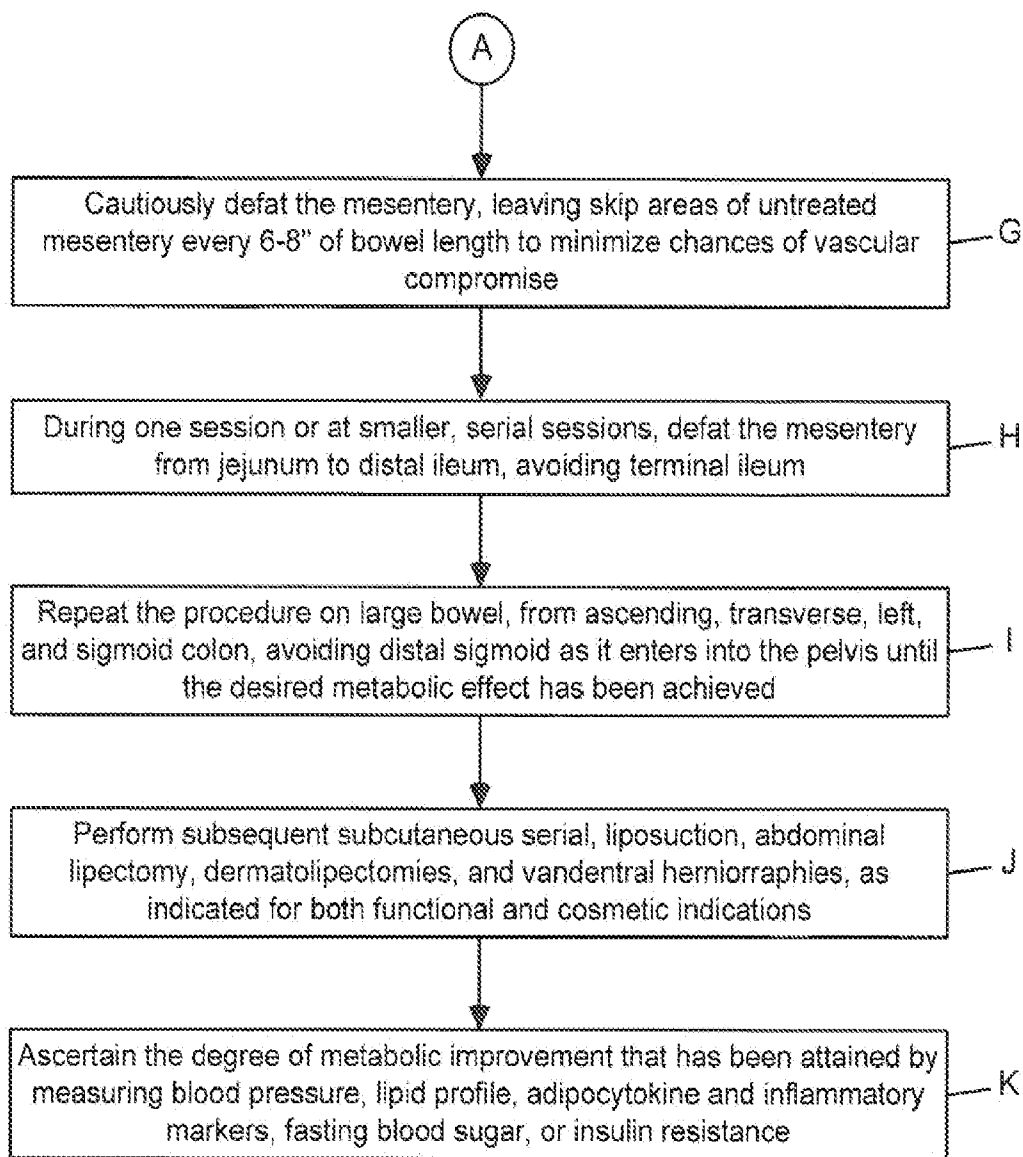 A
Cautiously defat the mesentery, leaving skip areas of untreated
mesentery every 6-8" of bowel length to minimize chances of vascular
compromise
G
During one session or at smaller, serial sessions, defat the mesentery
from jejunum to distal ileum, avoiding terminal ileum
H
Repeat the procedure on large bowel, from ascending, transverse, left,
and sigmoid colon, avoiding distal sigmoid as it enters into the pelvis until
the desired metabolic effect has been achieved
I
Perform subsequent subcutaneous serial, liposuction, abdominal
lipectomy, dermatolipectomies, and vandentral herniorraphies, as
indicated for both functional and cosmetic indications
J
Ascertain the degree of metabolic improvement that has been attained by
measuring blood pressure, lipid profile, adipocytokine and inflammatory
markers, fasting blood sugar, or insulin resistance
K